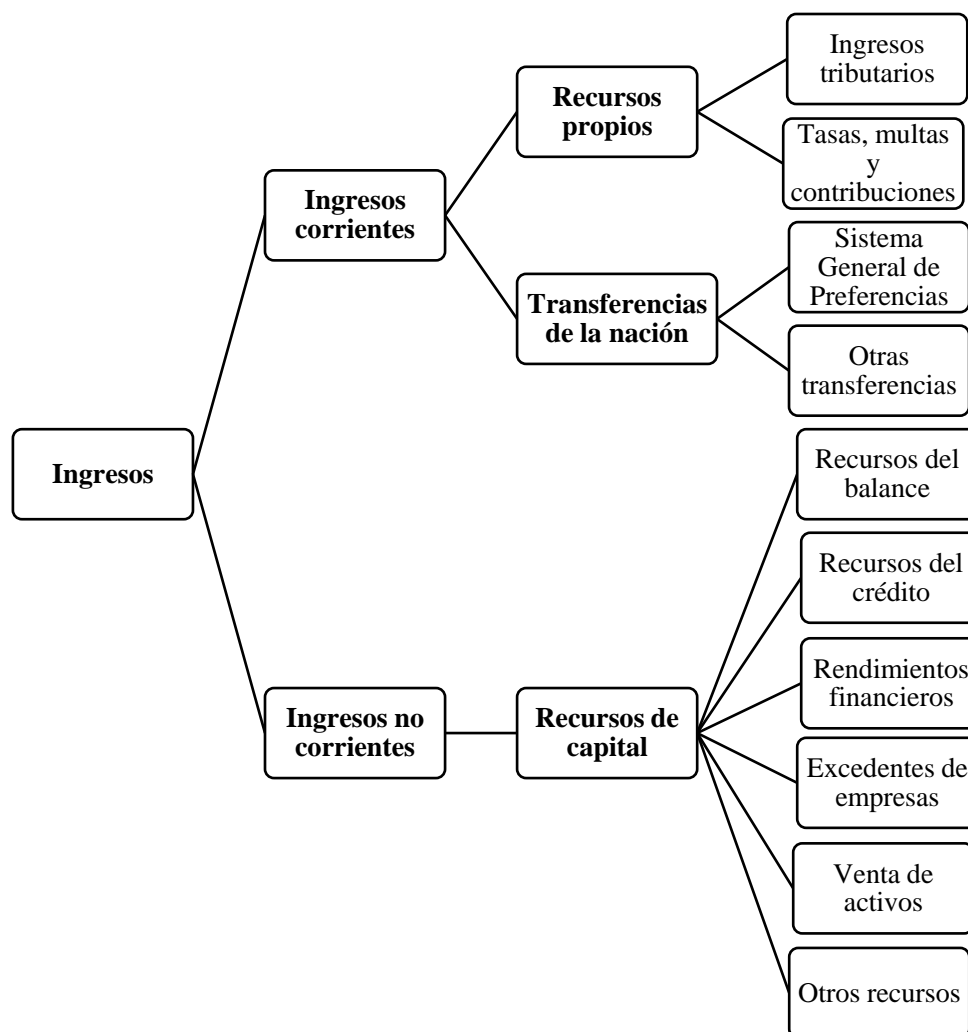 Ingresos
Ingresos
corrientes
Recursos
propios
Ingresos
tributarios
Tasas, multas
y
contribuciones
Transferencias
de la nación
Sistema
General de
Preferencias
Otras
transferencias
Ingresos no
corrientes
Recursos de
capital
Recursos del
balance
Recursos del
crédito
Rendimientos
financieros
Excedentes de
empresas
Venta de
activos
Otros recursos